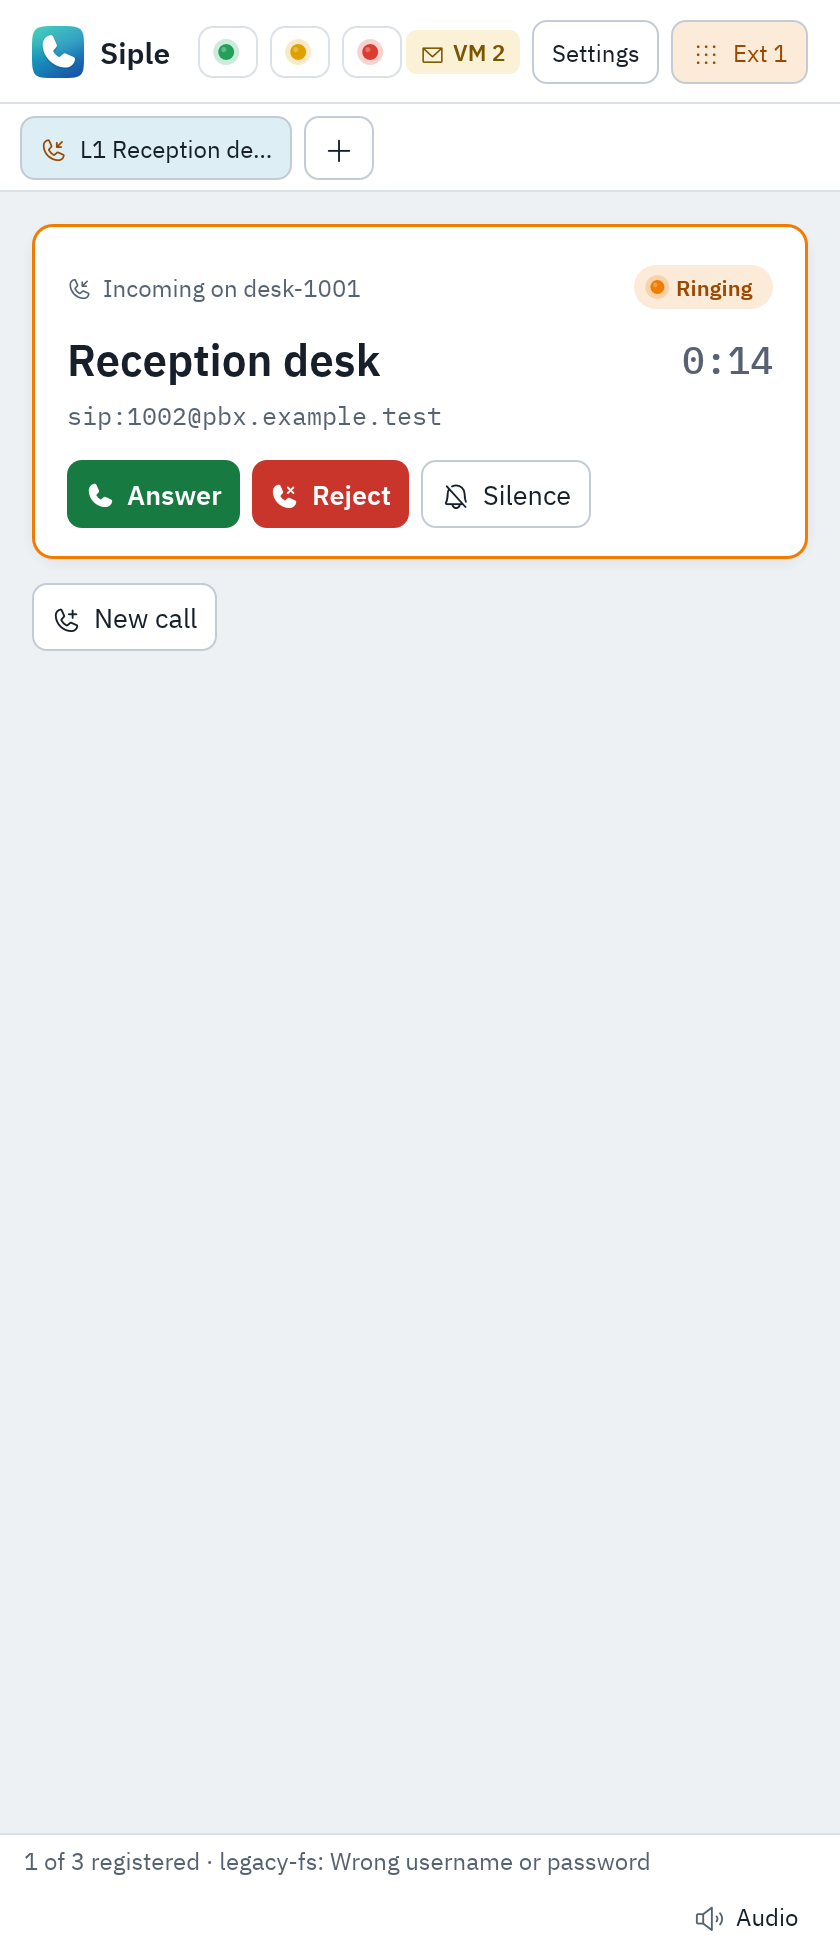 Siple
VM 2
Settings
Ext 1
L1 Reception de...
Incoming on desk-1001
Ringing
Reception desk
0:14
sip:1002@pbx.example.test
Answer
Reject
Silence
New call
1 of 3 registered · legacy-fs: Wrong username or password
Audio